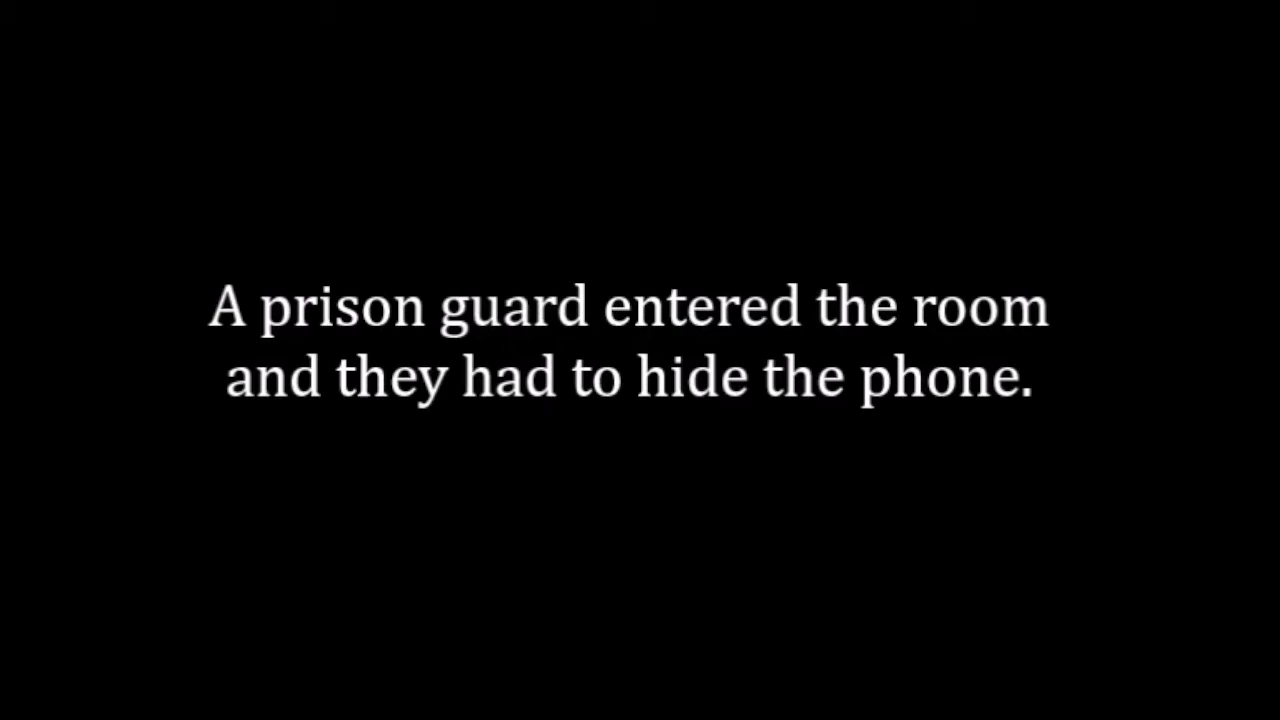 A prison guard entered the room
and they had to hide the phone.